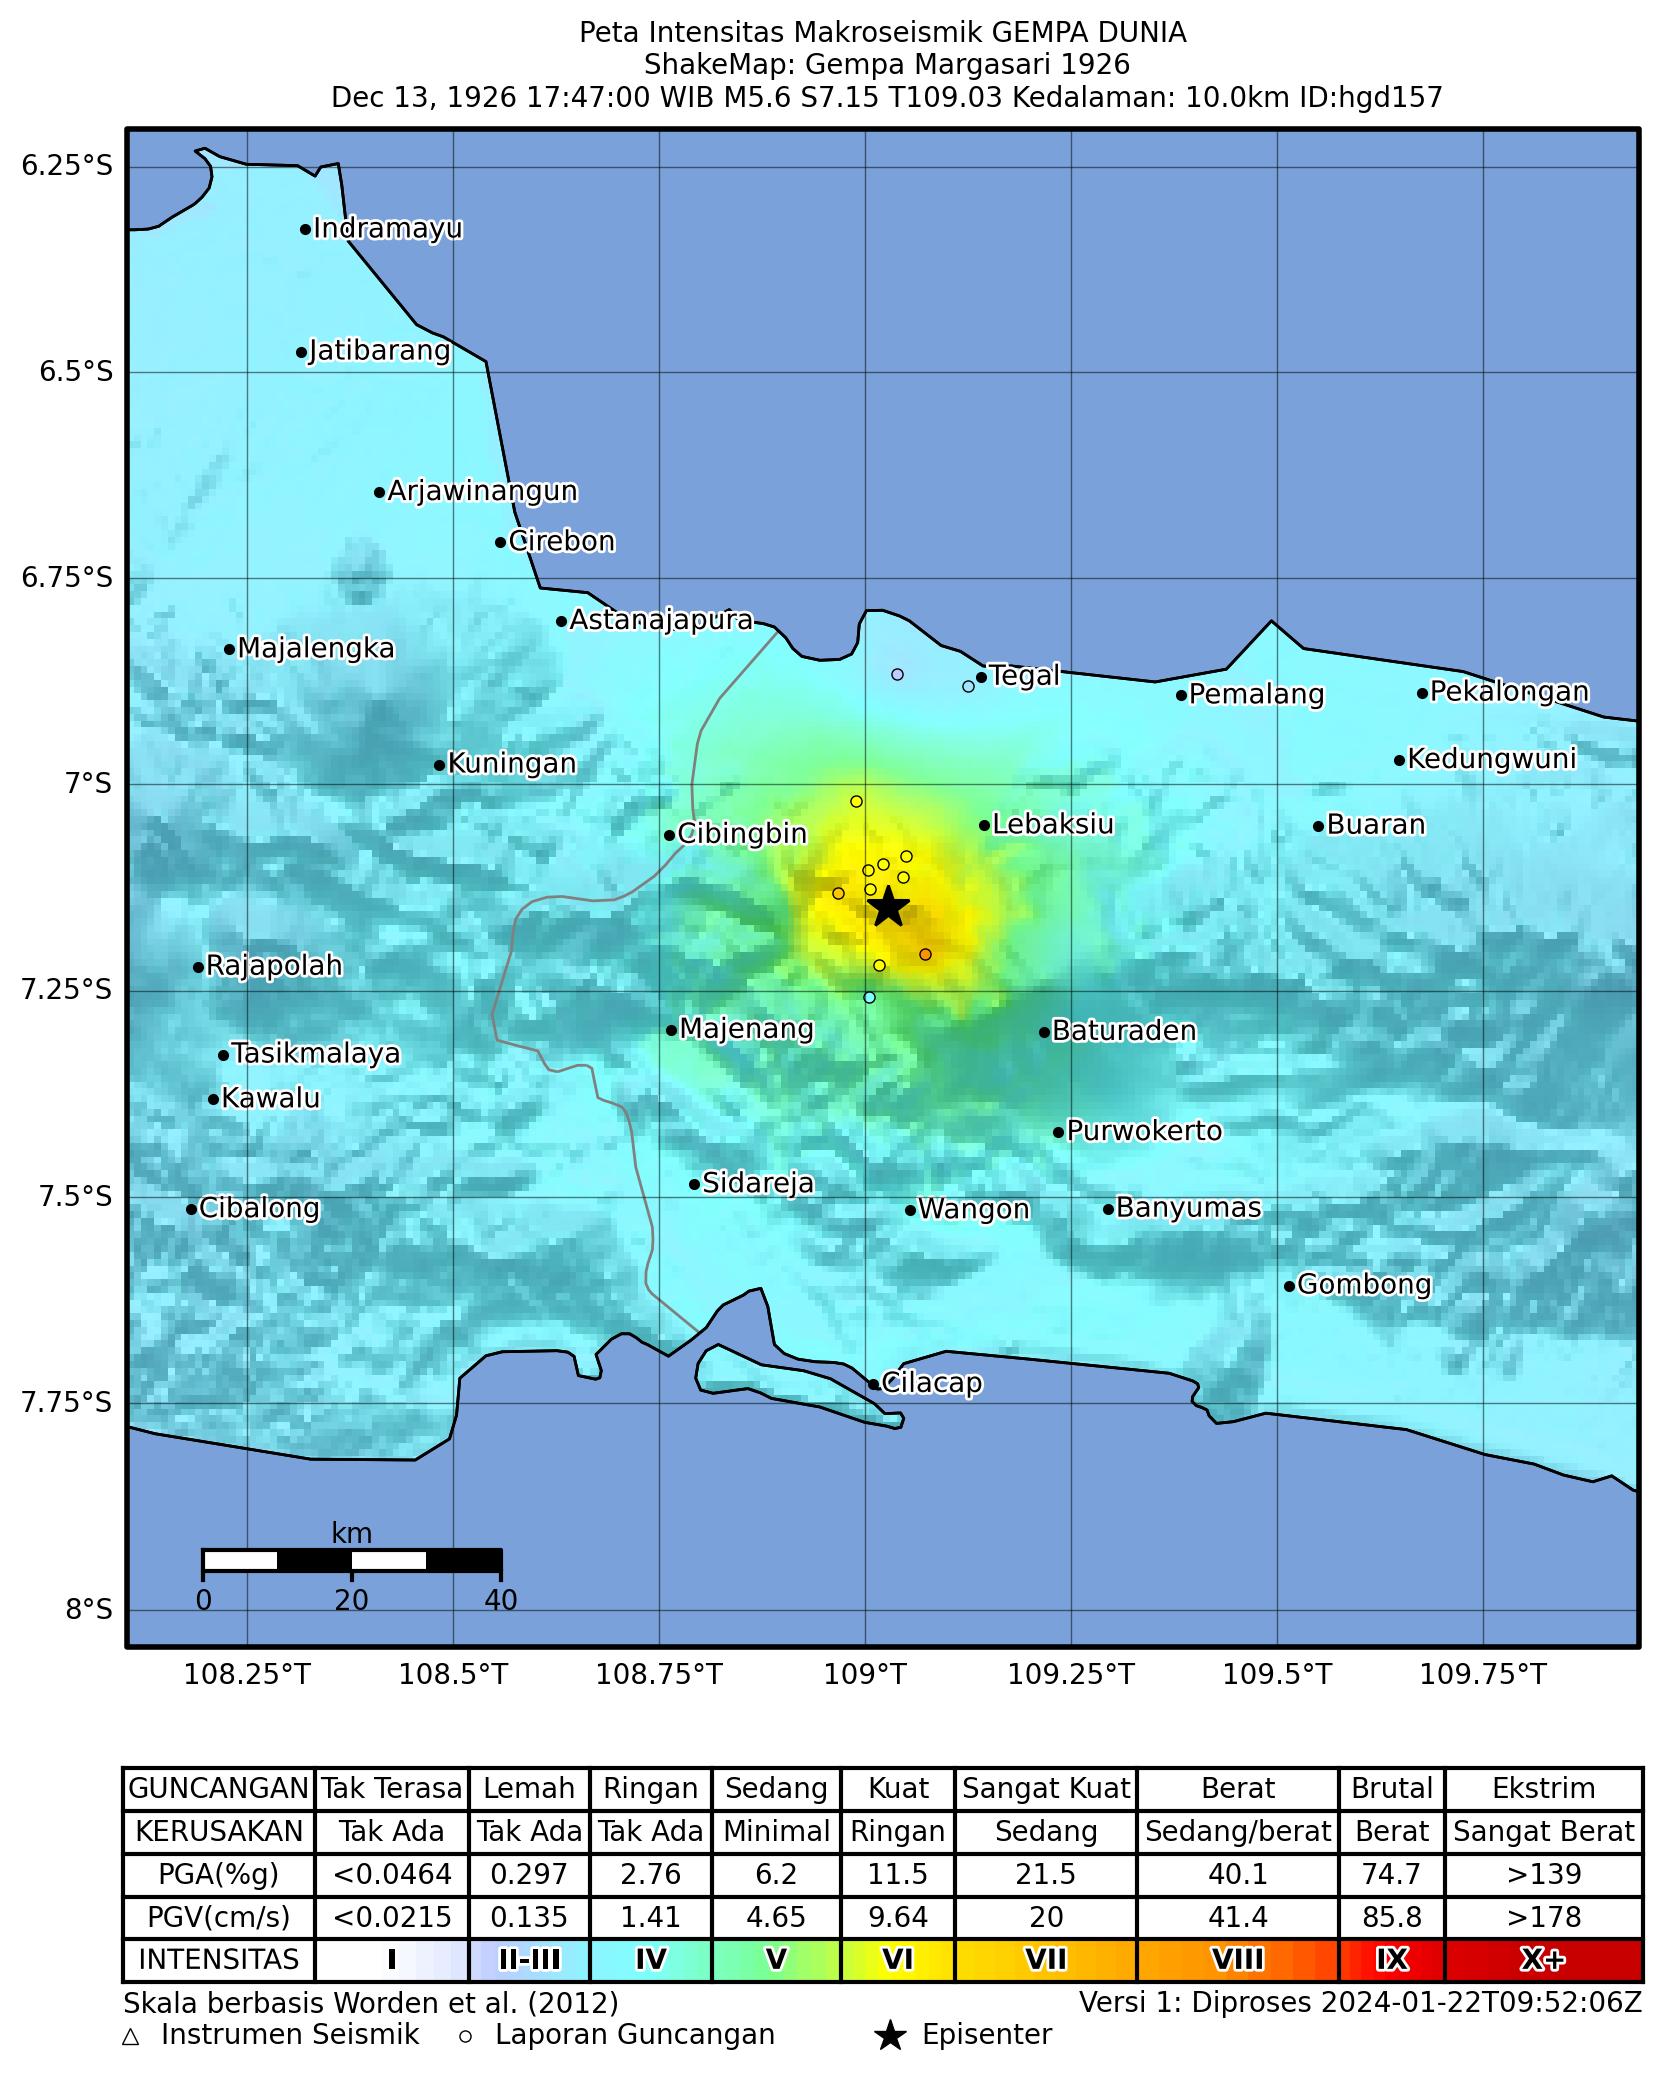 Peta Intensitas Makroseismik GEMPA DUNIA
ShakeMap: Gempa Margasari 1926
Dec 13, 1926 17:47:00 WIB M5.6 S7.15 T109.03 Kedalaman: 10.0km ID:hgd157
6.25°S
Indramayu
Jatibarang
6.5°S
Arjawinangun
Cirebon
6.75°S
Astanajapura
Majalengka
Tegal
Pemalang
Pekalongan
Kuningan
Kedungwuni
7°S
Cibingbin
Lebaksiu
Buaran
Rajapolah
7.25°S
Majenang
Baturaden
Tasikmalaya
Kawalu
Purwokerto
Sidareja
7.5°S
Cibalong
Wangon
Banyumas
Gombong
Cilacap
7.75°S
km
0 20 40
8°S
108.25°T 108.5°T 108.75°T 109°T 109.25°T 109.5°T 109.75°T
GUNCANGAN Tak Terasa Lemah Ringan Sedang Kuat Sangat Kuat Berat Brutal Ekstrim
KERUSAKAN Tak Ada Tak Ada Tak Ada Minimal Ringan Sedang Sedang/berat Berat Sangat Berat
PGA(%g) <0.0464 0.297 2.76 6.2 11.5 21.5 40.1 74.7 >139
PGV(cm/s) <0.0215 0.135 1.41 4.65 9.64 20 41.4 85.8 >178
INTENSITAS I II-III IV V VI VII VIII IX X+
Skala berbasis Worden et al. (2012) Versi 1: Diproses 2024-01-22T09:52:06Z
Instrumen Seismik Laporan Guncangan Episenter